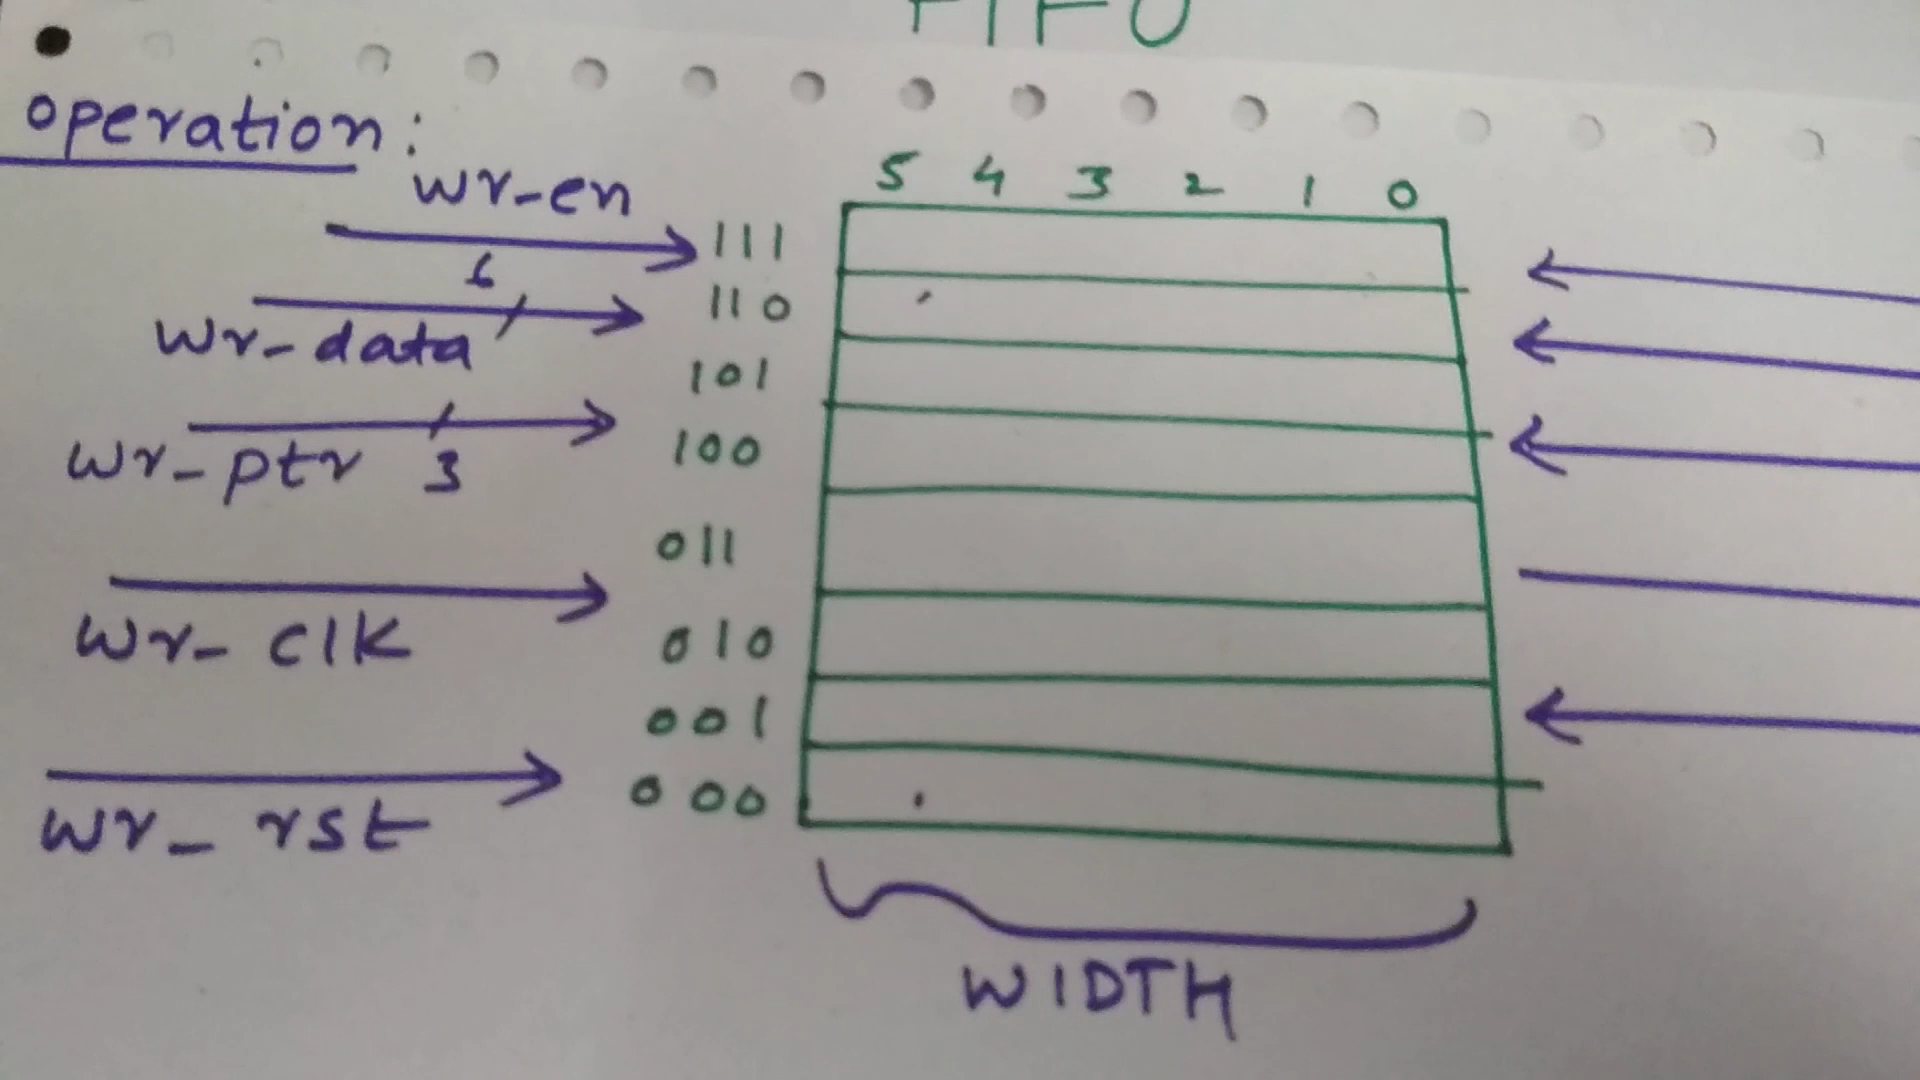 FIFO
operation:
wr-en
5 4 3 2 1 0
111
6
110
wr-data
101
wr-ptr 3
100
011
wr-clk
010
001
000
wr-rst
WIDTH